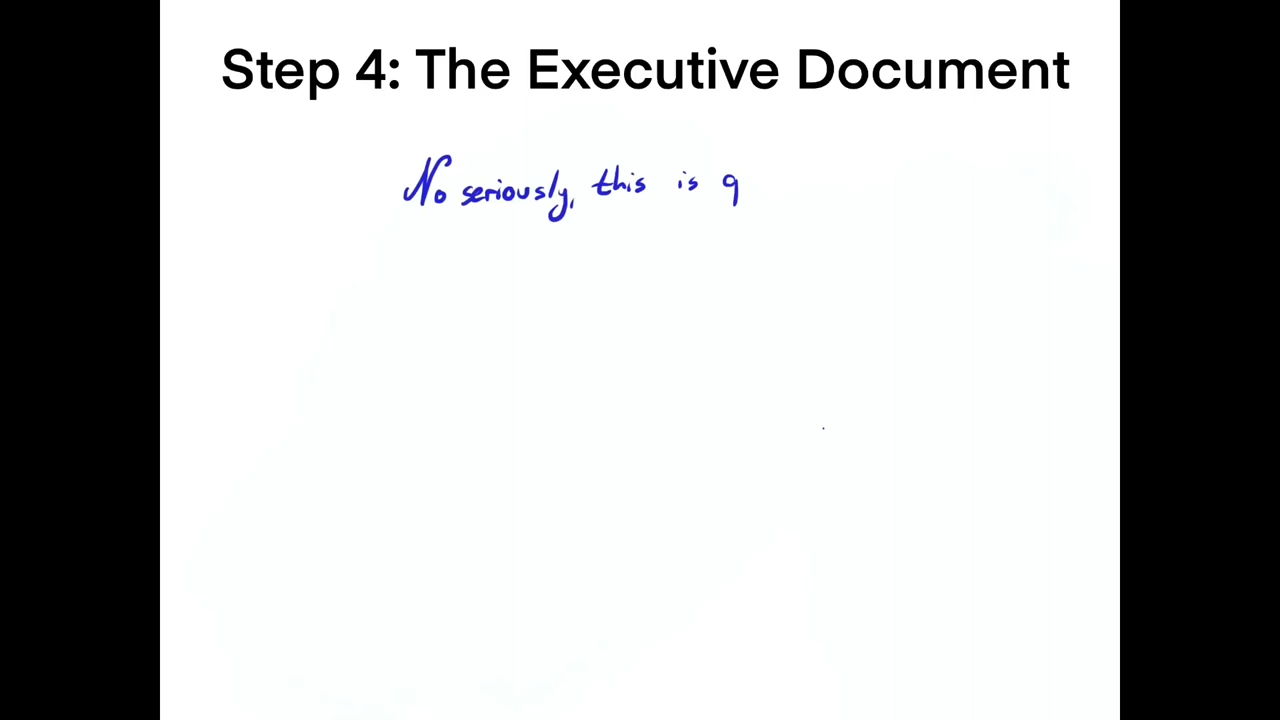 Step 4: The Executive Document
No seriously, this is a